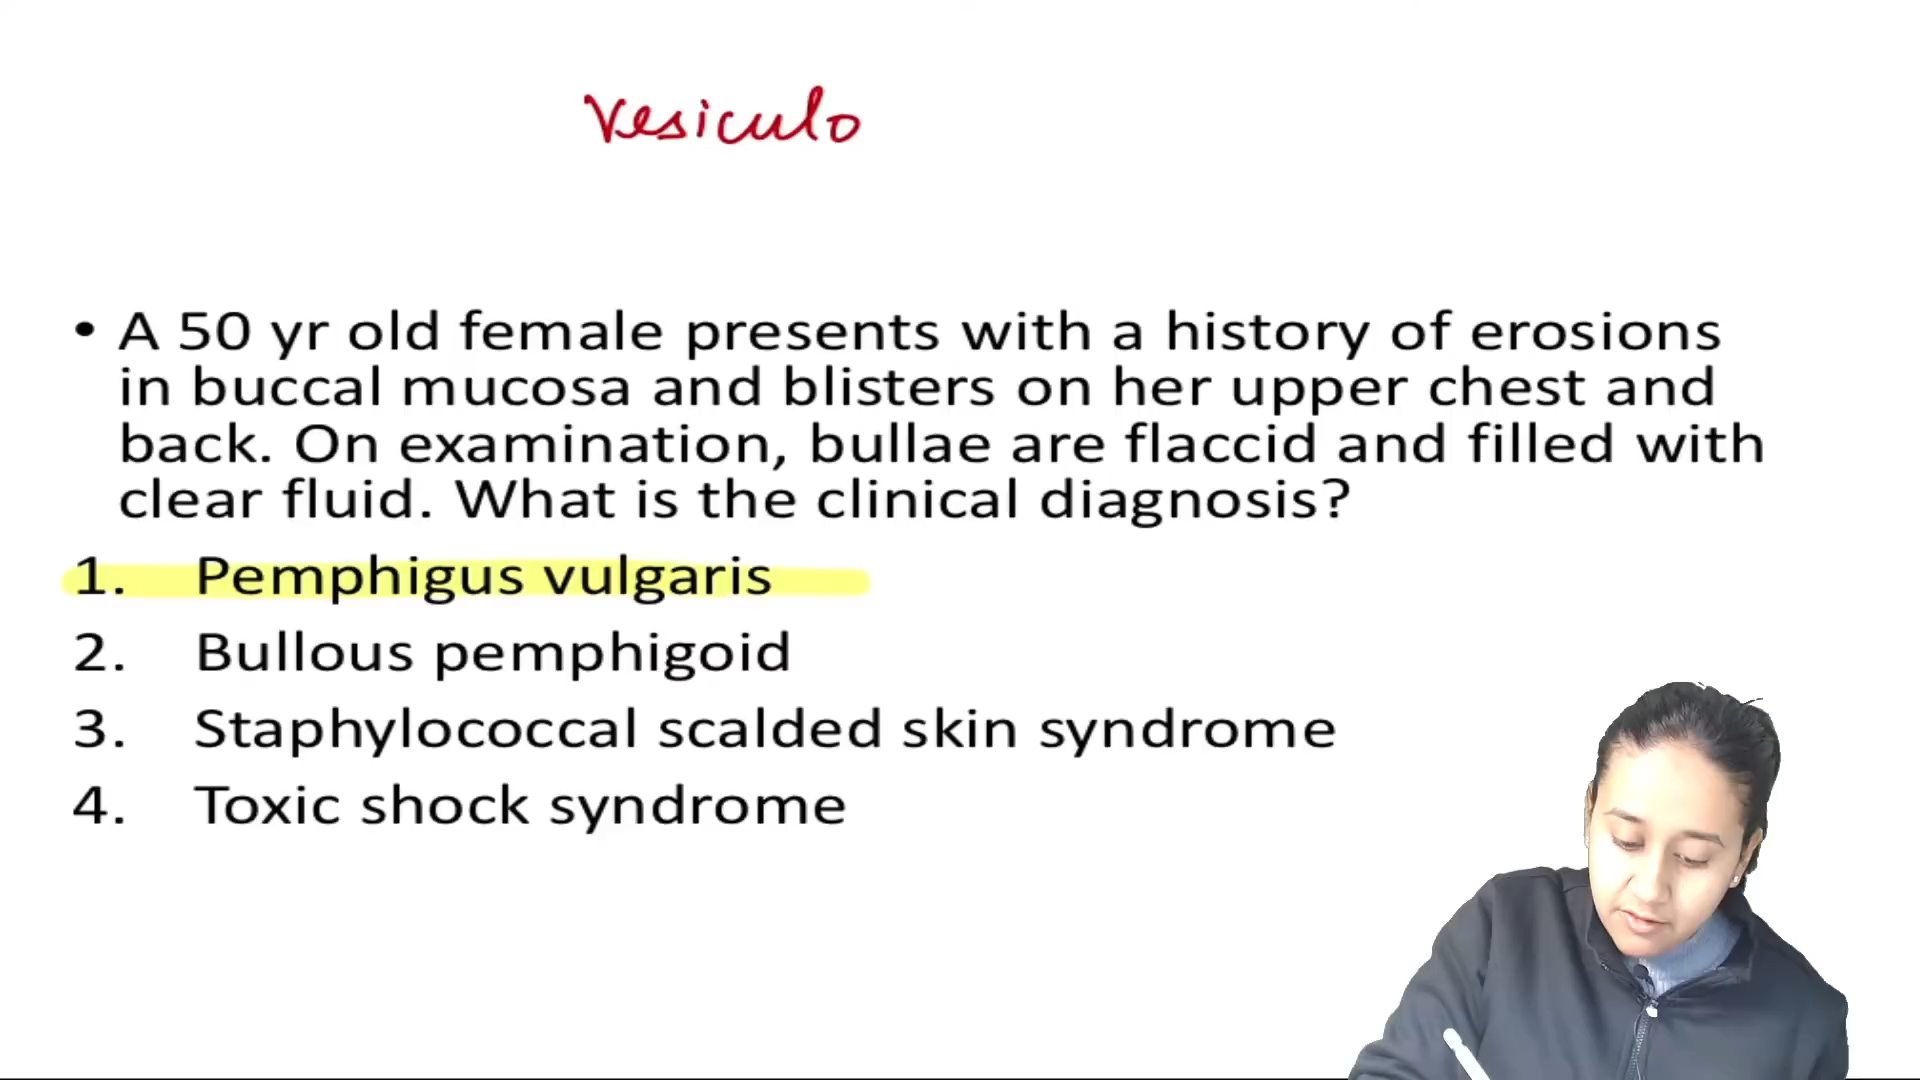 Vesiculo
• A 50 yr old female presents with a history of erosions
in buccal mucosa and blisters on her upper chest and
back. On examination, bullae are flaccid and filled with
clear fluid. What is the clinical diagnosis?
1. Pemphigus vulgaris
2. Bullous pemphigoid
3. Staphylococcal scalded skin syndrome
4. Toxic shock syndrome